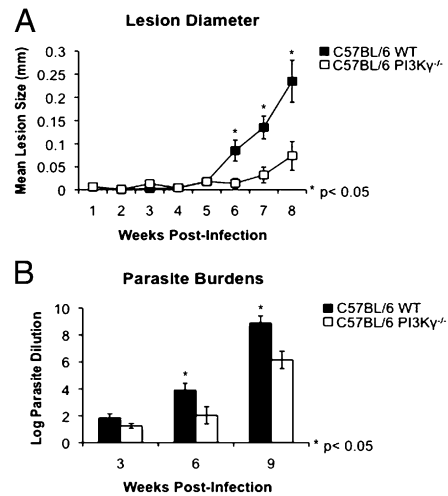 A
Lesion Diameter
C57BL/6 WT
C57BL/6 PI3Kγ-/-
Mean Lesion Size (mm)
0.3
0.25
0.2
0.15
0.1
0.05
0
* * *
1 2 3 4 5 6 7 8
* p< 0.05
Weeks Post-Infection
B
Parasite Burdens
C57BL/6 WT
C57BL/6 PI3Kγ-/-
Log Parasite Dilution
10
8
6
4
2
0
* *
3 6 9
* p< 0.05
Weeks Post-Infection